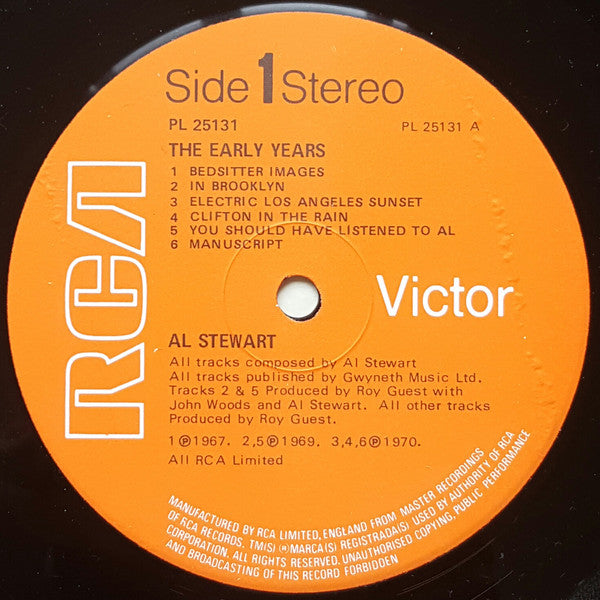 Side 1 Stereo
PL 25131
PL 25131 A
THE EARLY YEARS
1 BEDSITTER IMAGES
2 IN BROOKLYN
3 ELECTRIC LOS ANGELES SUNSET
4 CLIFTON IN THE RAIN
5 YOU SHOULD HAVE LISTENED TO AL
6 MANUSCRIPT
RCA
Victor
AL STEWART
All tracks composed by Al Stewart
All tracks published by Gwyneth Music Ltd.
Tracks 2 & 5 Produced by Roy Guest with
John Woods and Al Stewart. All other tracks
Produced by Roy Guest.
1 ℗ 1967. 2,5 ℗ 1969. 3,4,6 ℗ 1970.
All RCA Limited
MANUFACTURED BY RCA LIMITED, ENGLAND FROM MASTER RECORDINGS
OF RCA RECORDS. TM(S) ® MARCA(S) REGISTRADA(S) USED BY AUTHORITY OF RCA
CORPORATION. ALL RIGHTS RESERVED. UNAUTHORISED COPYING, PUBLIC PERFORMANCE
AND BROADCASTING OF THIS RECORD FORBIDDEN